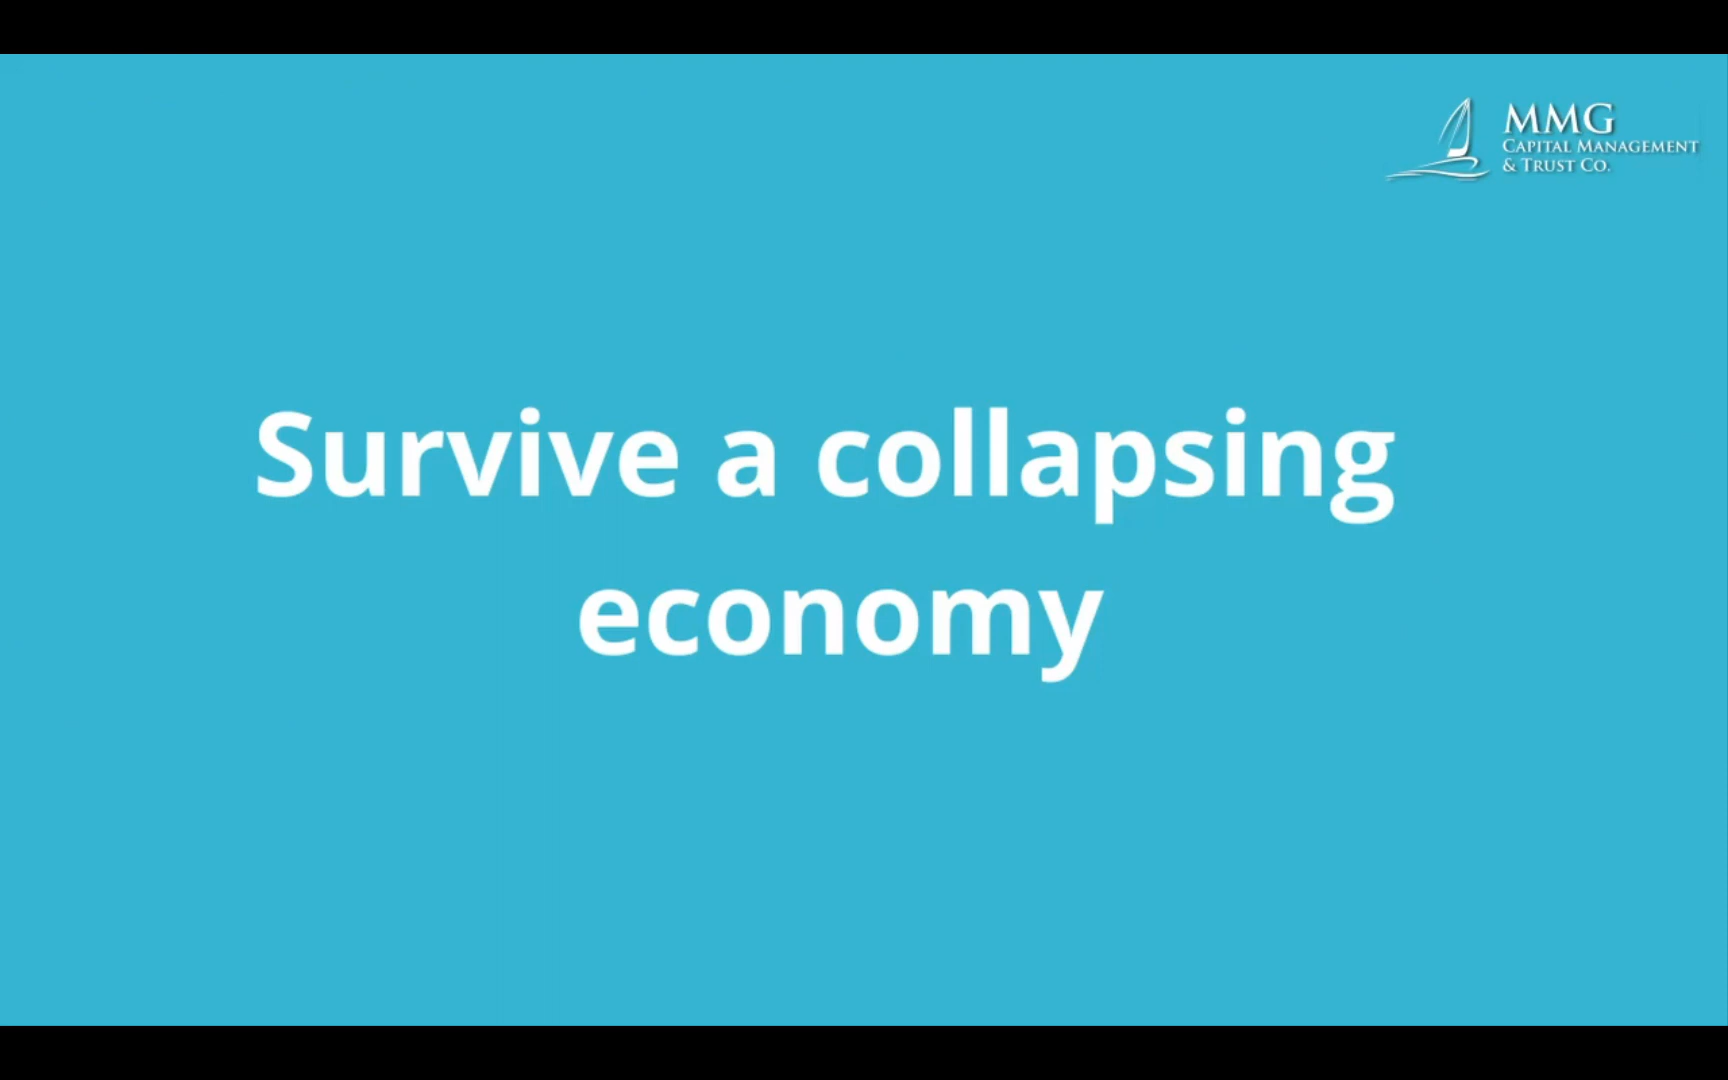 MMG
CAPITAL MANAGEMENT
& TRUST CO.
Survive a collapsing
economy